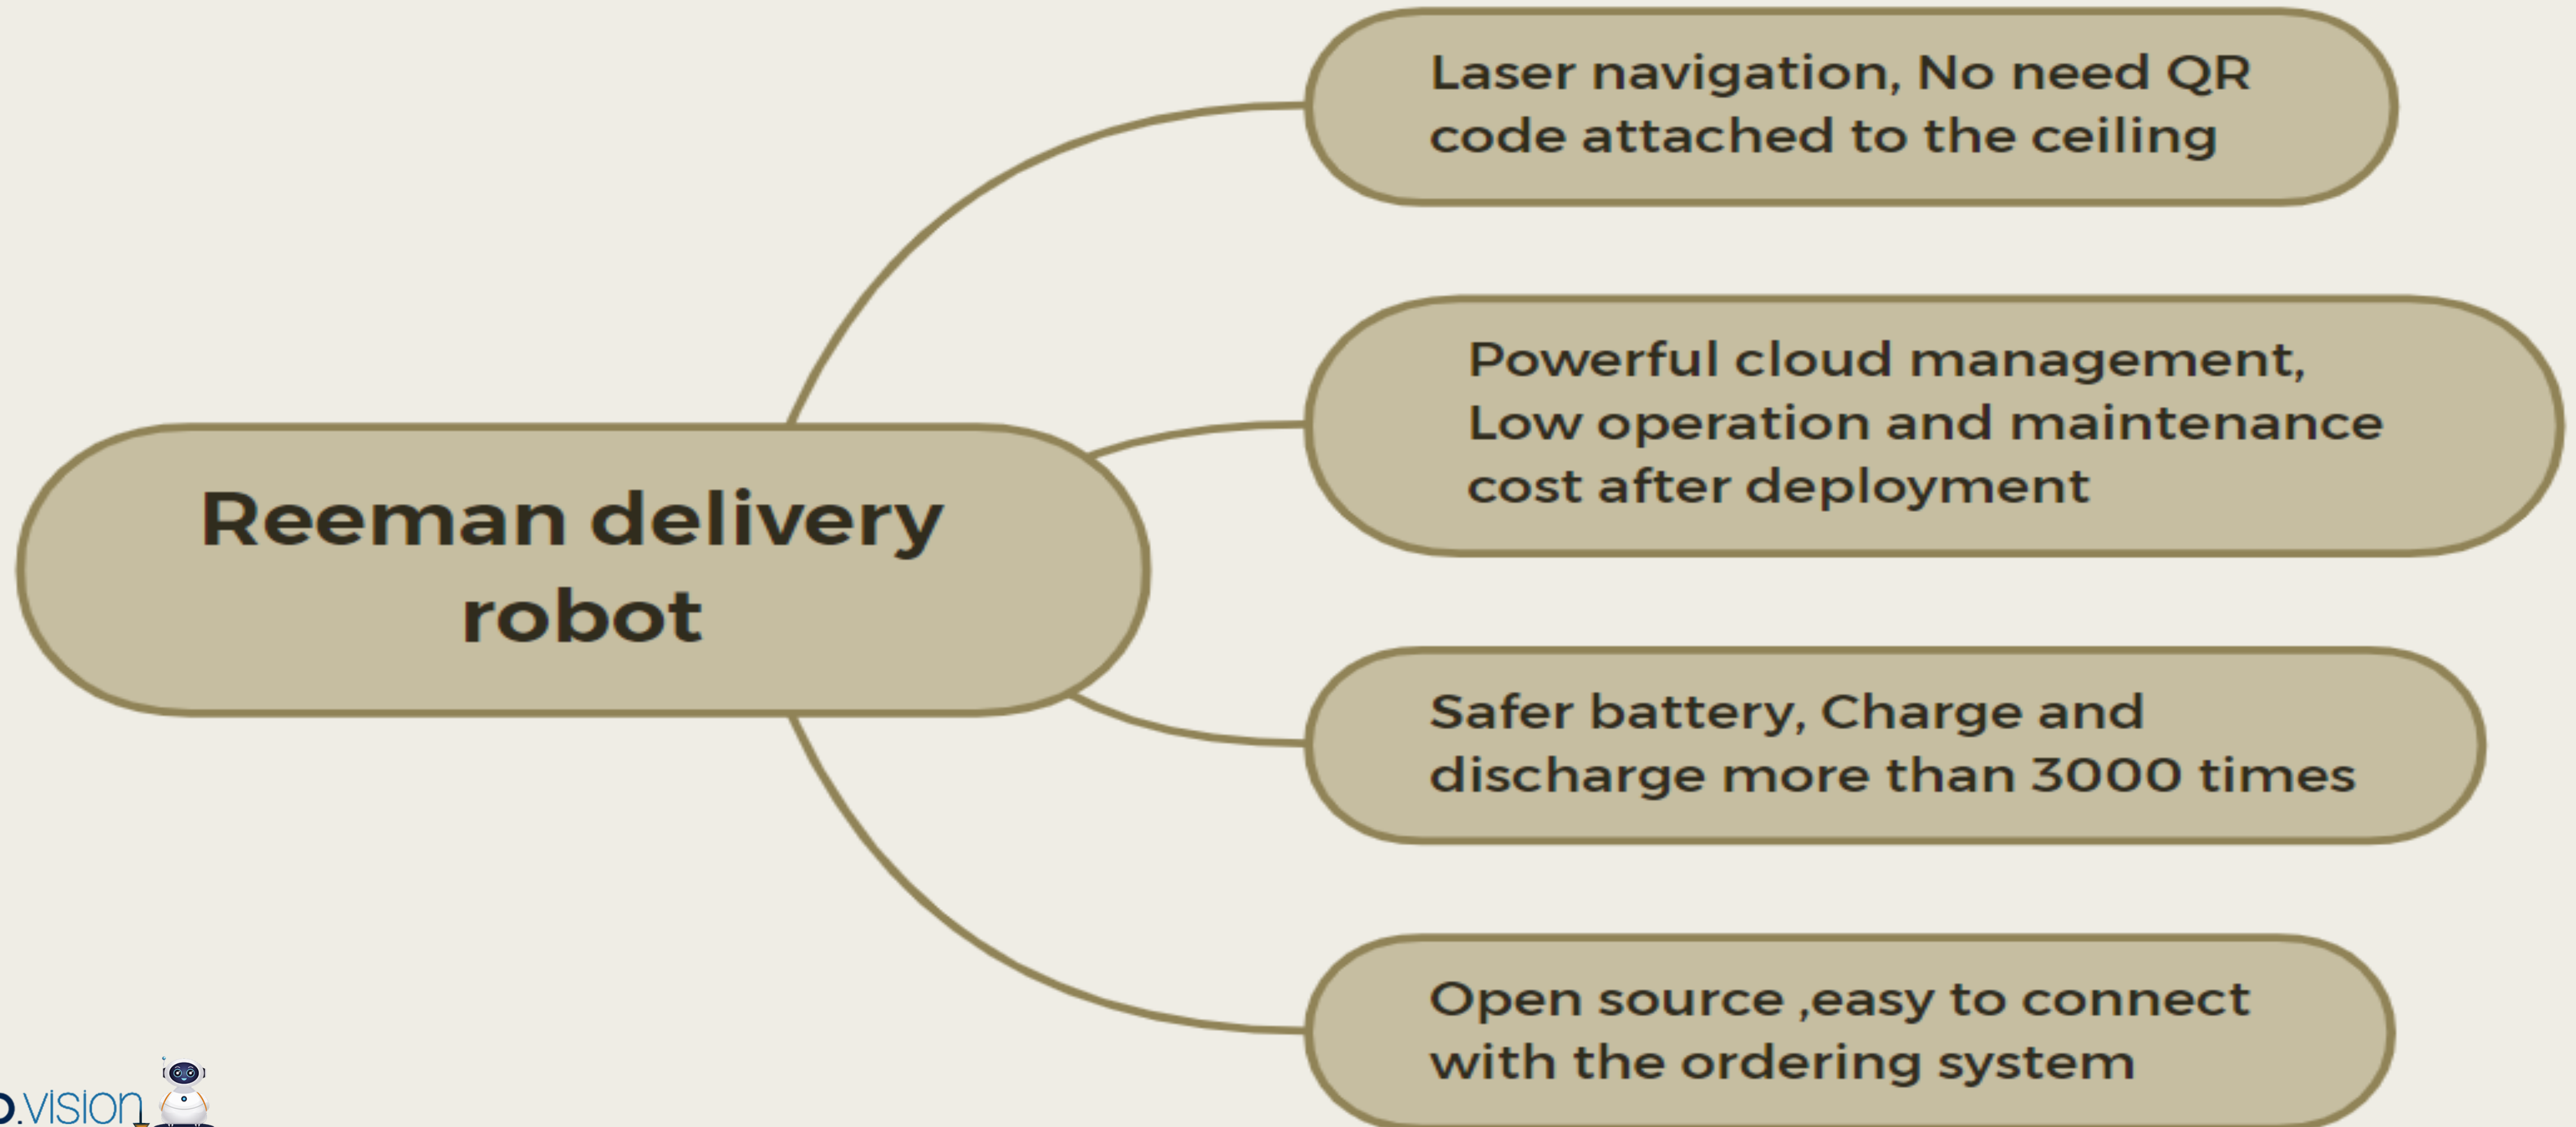 Laser navigation, No need QR
code attached to the ceiling
Powerful cloud management,
Low operation and maintenance
cost after deployment
Reeman delivery
robot
Safer battery, Charge and
discharge more than 3000 times
Open source ,easy to connect
with the ordering system
.vision